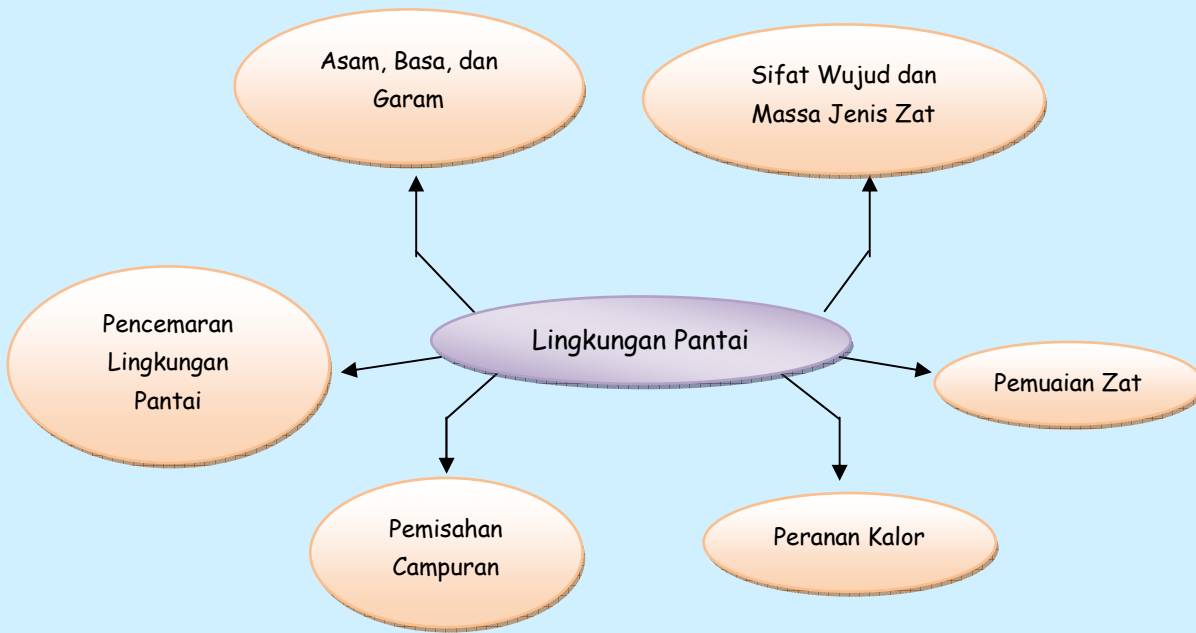 Asam, Basa, dan
Garam
Sifat Wujud dan
Massa Jenis Zat
Pencemaran
Lingkungan
Pantai
Lingkungan Pantai
Pemuaian Zat
Pemisahan
Campuran
Peranan Kalor